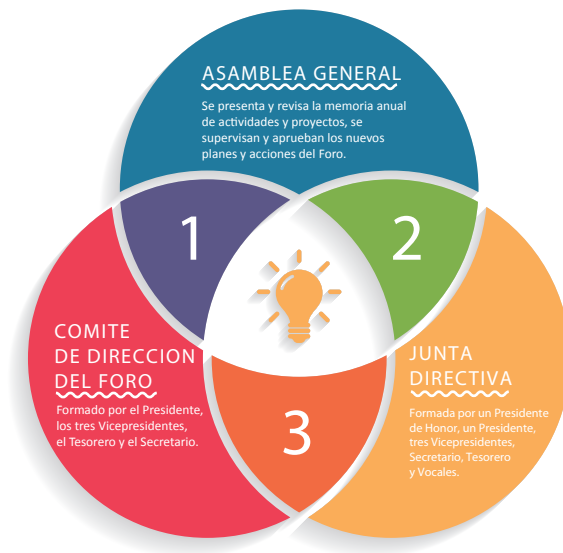 ASAMBLEA GENERAL
Se presenta y revisa la memoria anual
de actividades y proyectos, se
supervisan y aprueban los nuevos
planes y acciones del Foro.
1
2
COMITE
DE DIRECCION
DEL FORO
Formado por el Presidente,
los tres Vicepresidentes,
el Tesorero y el Secretario.
JUNTA
DIRECTIVA
Formada por un Presidente
de Honor, un Presidente,
tres Vicepresidentes,
Secretario, Tesorero
y Vocales.
3